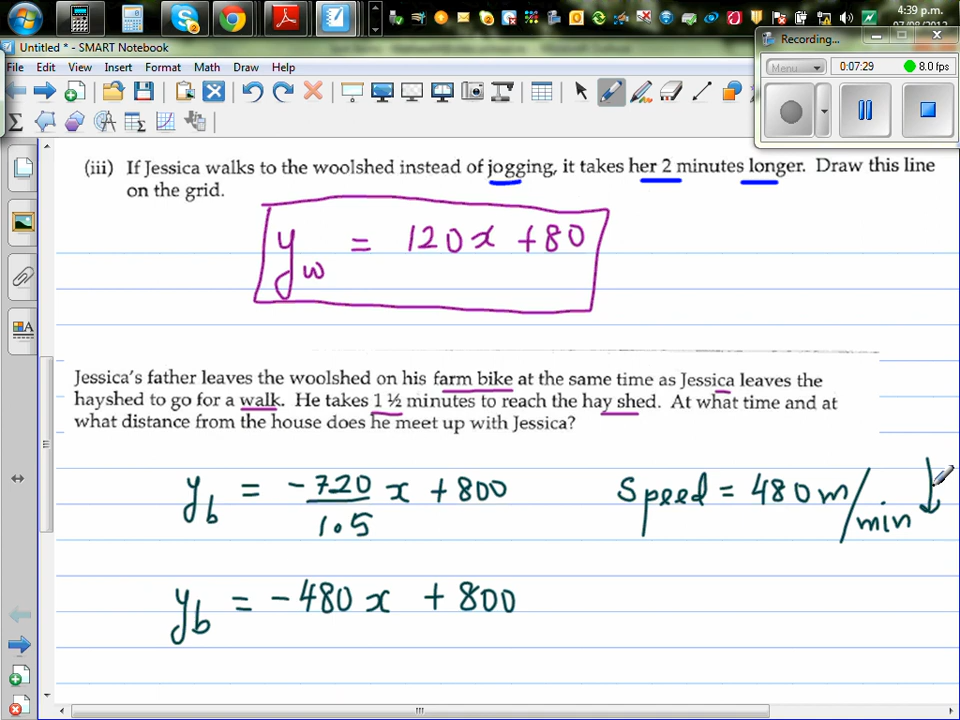 4:39 p.m.
Untitled * - SMART Notebook
Recording...
File Edit View Insert Format Math Draw Help
Menu 0:07:29 8.0 fps
(iii) If Jessica walks to the woolshed instead of jogging, it takes her 2 minutes longer. Draw this line
on the grid.
y_w = 120x + 80
Jessica's father leaves the woolshed on his farm bike at the same time as Jessica leaves the
hayshed to go for a walk. He takes 1 ½ minutes to reach the hay shed. At what time and at
what distance from the house does he meet up with Jessica?
y_b = -720/1.5 x + 800 Speed = 480 m/min ↓
y_b = -480x + 800